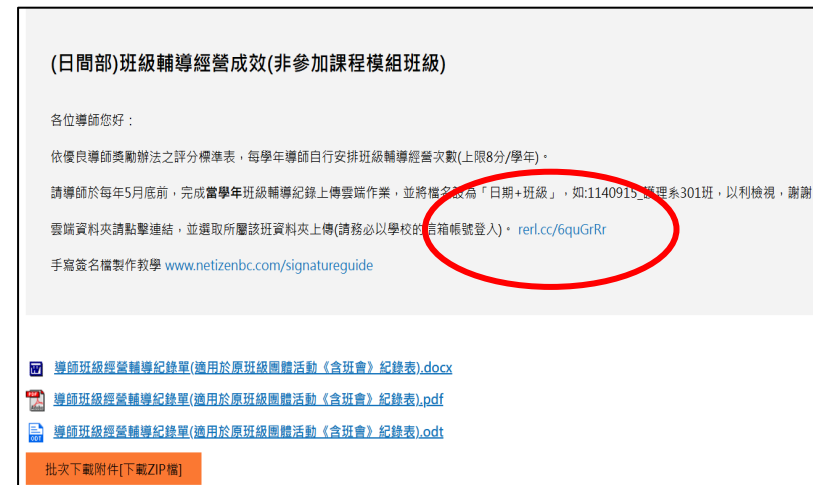 (日間部)班級輔導經營成效(非參加課程模組班級)
各位導師您好：
依優良導師獎勵辦法之評分標準表，每學年導師自行安排班級輔導經營次數(上限8分/學年)。
請導師於每年5月底前，完成當學年班級輔導紀錄上傳雲端作業，並將檔名設為「日期+班級」，如:1140915_護理系301班，以利檢視，謝謝
雲端資料夾請點擊連結，並選取所屬該班資料夾上傳(請務必以學校的信箱帳號登入)。 rerl.cc/6quGrRr
手寫簽名檔製作教學 www.netizenbc.com/signatureguide
導師班級經營輔導紀錄單(適用於原班級團體活動《含班會》紀錄表).docx
導師班級經營輔導紀錄單(適用於原班級團體活動《含班會》紀錄表).pdf
導師班級經營輔導紀錄單(適用於原班級團體活動《含班會》紀錄表).odt
批次下載附件[下載ZIP檔]